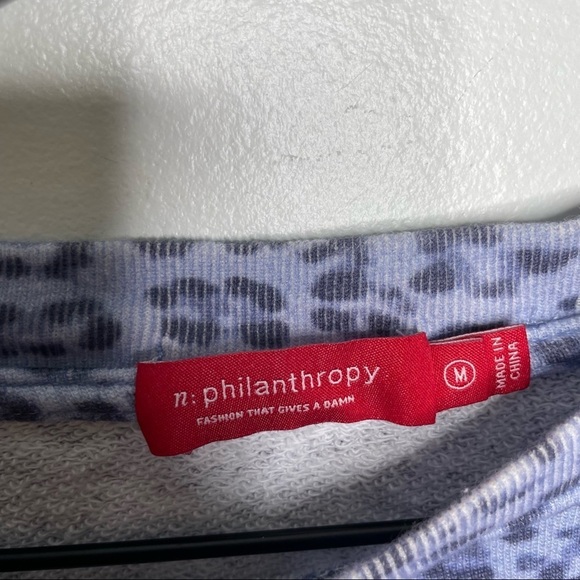 n: philanthropy
FASHION THAT GIVES A DAMN
M
MADE IN
CHINA